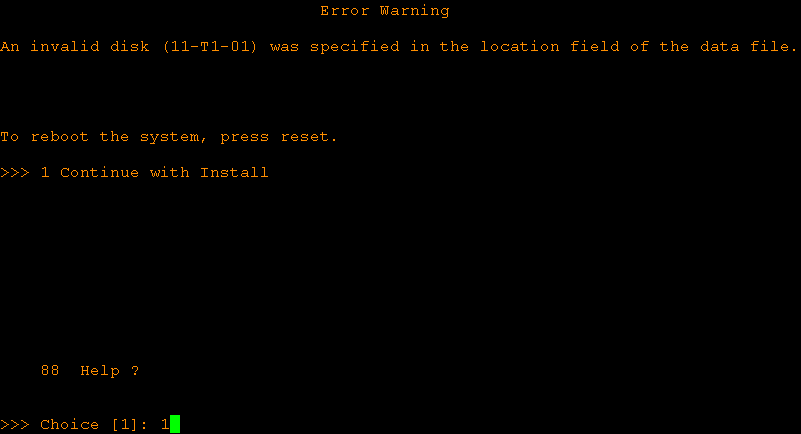 Error Warning
An invalid disk (11-T1-01) was specified in the location field of the data file.
To reboot the system, press reset.
>>> 1 Continue with Install
88 Help ?
>>> Choice [1]: 1